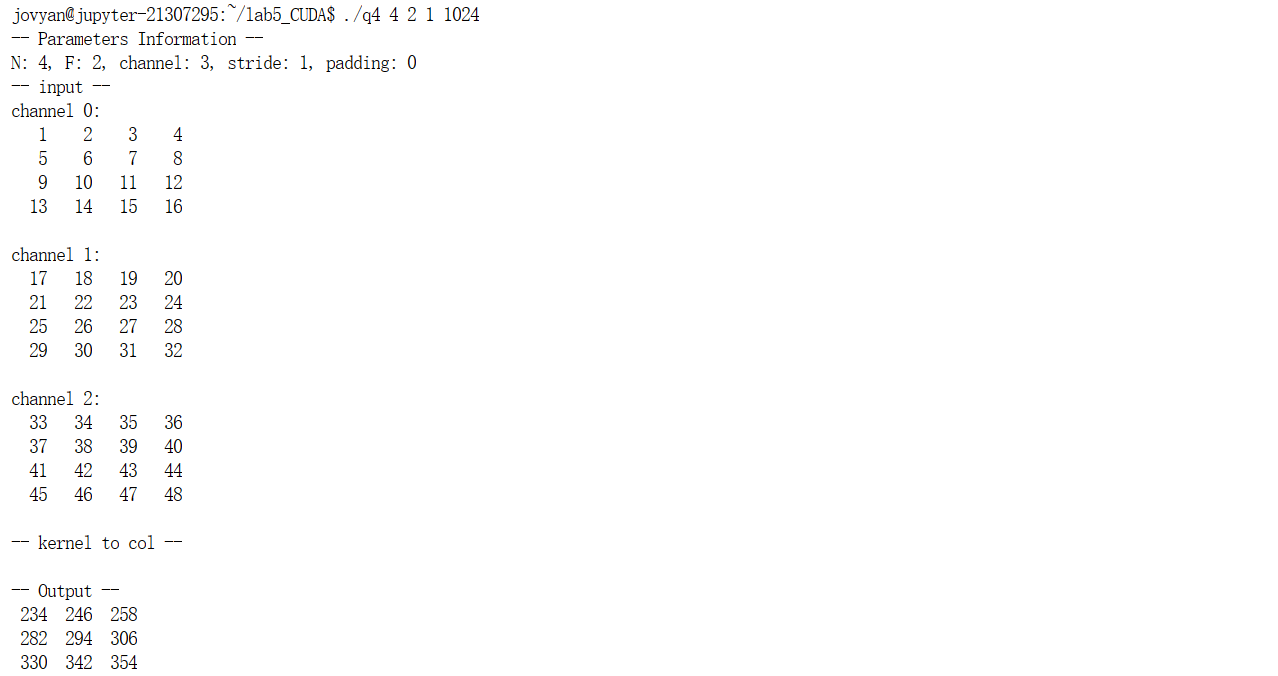 jovyan@jupyter-21307295:~/lab5_CUDA$ ./q4 4 2 1 1024
-- Parameters Information --
N: 4, F: 2, channel: 3, stride: 1, padding: 0
-- input --
channel 0:
1 2 3 4
5 6 7 8
9 10 11 12
13 14 15 16
channel 1:
17 18 19 20
21 22 23 24
25 26 27 28
29 30 31 32
channel 2:
33 34 35 36
37 38 39 40
41 42 43 44
45 46 47 48
-- kernel to col --
-- Output --
234 246 258
282 294 306
330 342 354